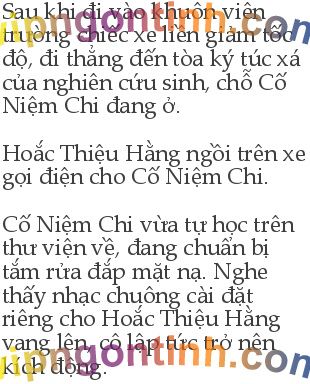 Sau khi đi vào khuôn viên
trường chiếc xe liền giảm tốc
độ, đi thẳng đến tòa ký túc xá
của nghiên cứu sinh, chỗ Cố
Niệm Chi đang ở.
Hoắc Thiệu Hằng ngồi trên xe
gọi điện cho Cố Niệm Chi.
Cố Niệm Chi vừa tự học trên
thư viện về, đang chuẩn bị
tắm rửa đắp mặt nạ. Nghe
thấy nhạc chuông cài đặt
riêng cho Hoắc Thiệu Hằng
vang lên, cô lập tức trở nên
kích động.
vipngontinh.com
vipngontinh.com